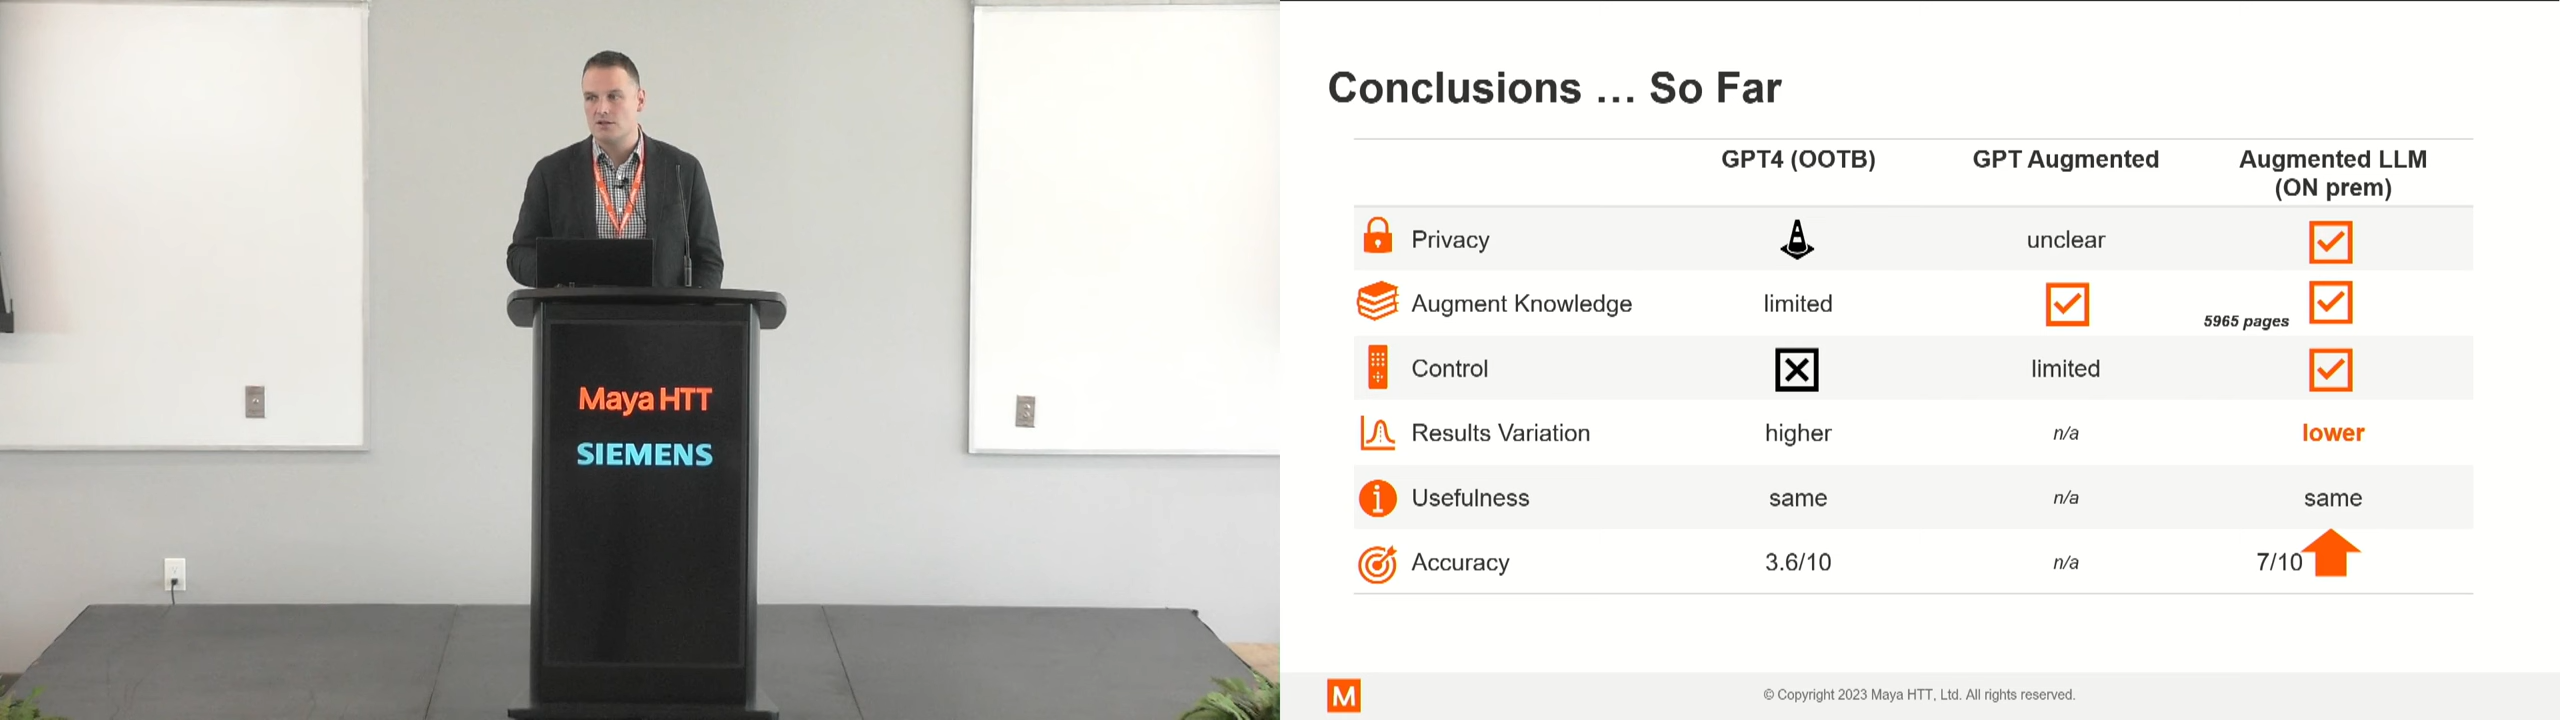 Maya HTT
SIEMENS
Conclusions … So Far
GPT4 (OOTB) GPT Augmented Augmented LLM
(ON prem)
Privacy unclear
Augment Knowledge limited 5965 pages
Control limited
Results Variation higher n/a lower
Usefulness same n/a same
Accuracy 3.6/10 n/a 7/10
M © Copyright 2023 Maya HTT, Ltd. All rights reserved.